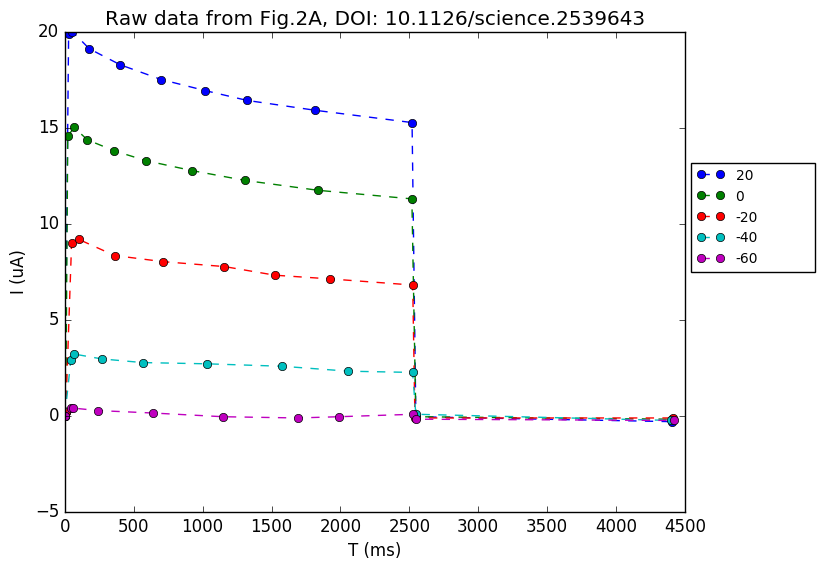 Raw data from Fig.2A, DOI: 10.1126/science.2539643
I (uA)
20
15
10
5
0
−5
0 500 1000 1500 2000 2500 3000 3500 4000 4500
T (ms)
20
0
-20
-40
-60